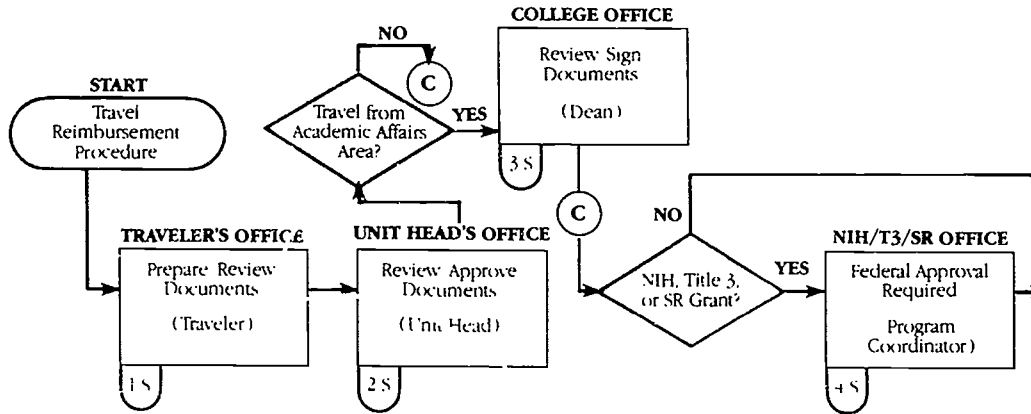 START
Travel
Reimbursement
Procedure
TRAVELER'S OFFICE
Prepare Review
Documents
(Traveler)
1 S
UNIT HEAD'S OFFICE
Review Approve
Documents
(Unit Head)
2 S
NO
C
Travel from
Academic Affairs
Area?
YES
COLLEGE OFFICE
Review Sign
Documents
(Dean)
3 S
C
NO
NIH, Title 3,
or SR Grant?
YES
NIH/T3/SR OFFICE
Federal Approval
Required
Program
Coordinator)
4 S